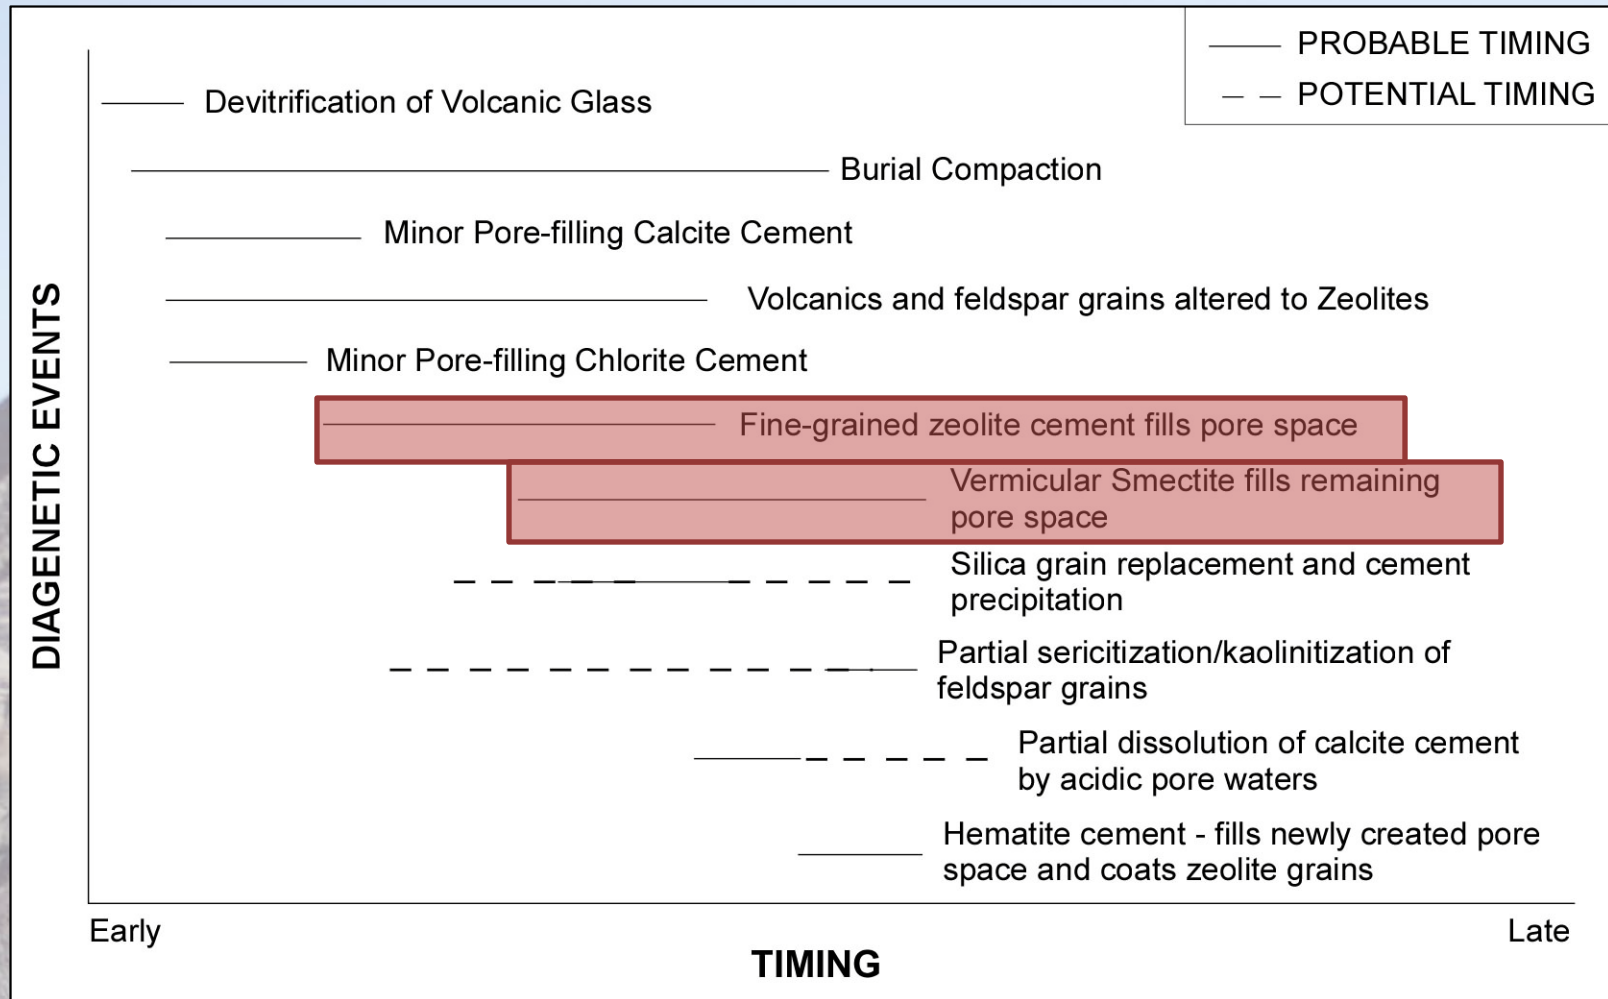 PROBABLE TIMING
POTENTIAL TIMING
Devitrification of Volcanic Glass
Burial Compaction
Minor Pore-filling Calcite Cement
Volcanics and feldspar grains altered to Zeolites
Minor Pore-filling Chlorite Cement
Fine-grained zeolite cement fills pore space
Vermicular Smectite fills remaining
pore space
Silica grain replacement and cement
precipitation
Partial sericitization/kaolinitization of
feldspar grains
Partial dissolution of calcite cement
by acidic pore waters
Hematite cement - fills newly created pore
space and coats zeolite grains
DIAGENETIC EVENTS
Early
Late
TIMING